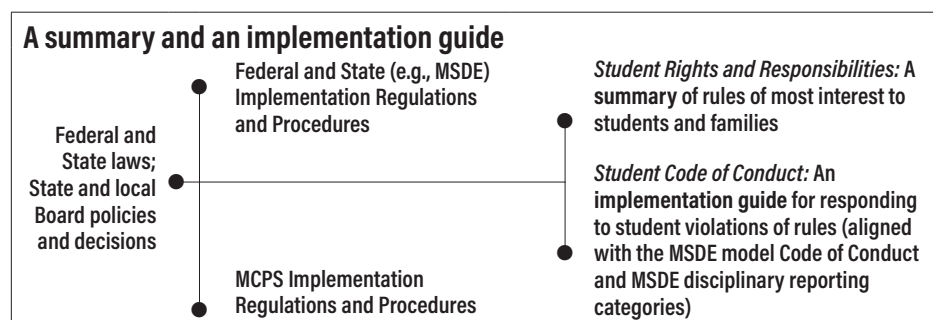 A summary and an implementation guide
Federal and
State laws;
State and local
Board policies
and decisions
Federal and State (e.g., MSDE)
Implementation Regulations
and Procedures
MCPS Implementation
Regulations and Procedures
Student Rights and Responsibilities: A
summary of rules of most interest to
students and families
Student Code of Conduct: An
implementation guide for responding
to student violations of rules (aligned
with the MSDE model Code of Conduct
and MSDE disciplinary reporting
categories)